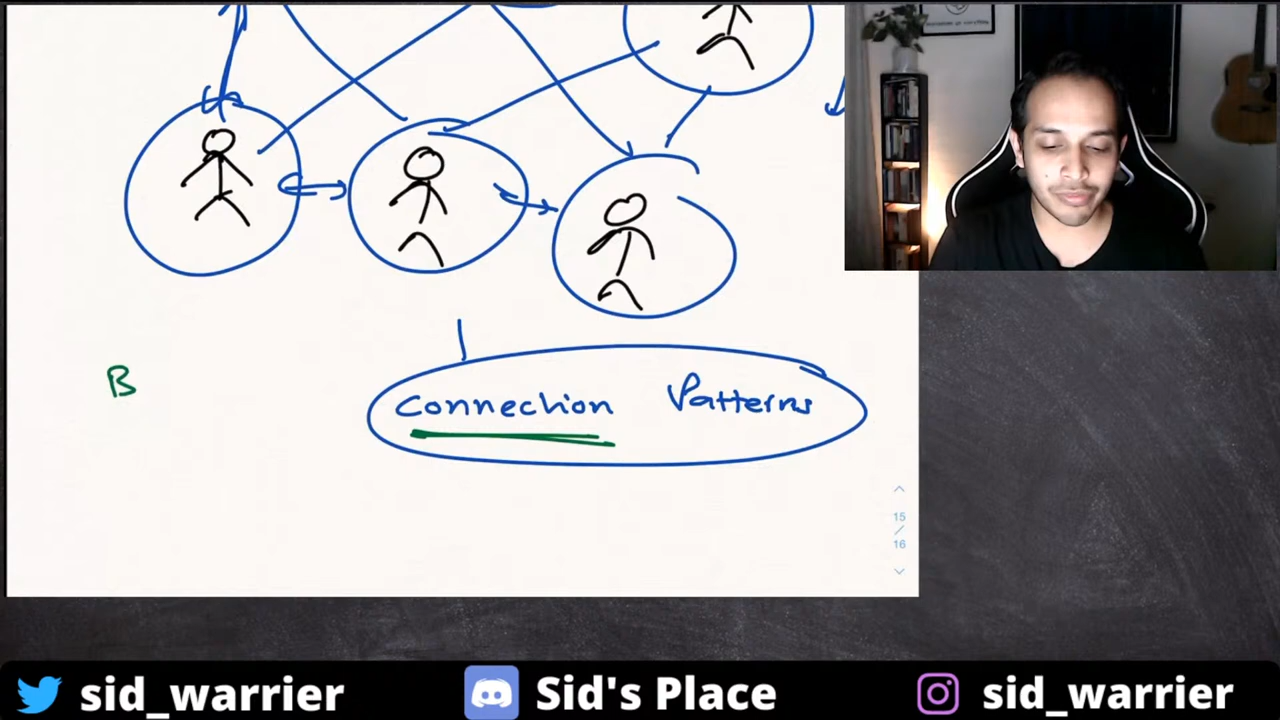 B
Connection Patterns
15
/
16
sid_warrier
Sid's Place
sid_warrier